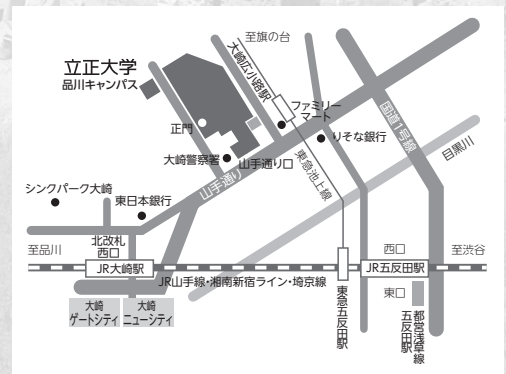 至旗の台
大崎広小路駅
立正大学
品川キャンパス
ファミリー
マート
国道1号線
正門
りそな銀行
目黒川
大崎警察署
山手通り口
山手通り
東急池上線
シンクパーク大崎
東日本銀行
北改札
西口
至品川
西口
至渋谷
JR大崎駅
JR五反田駅
JR山手線・湘南新宿ライン・埼京線
東急五反田駅
東口
都営浅草線
五反田駅
大崎
ゲートシティ
大崎
ニューシティ